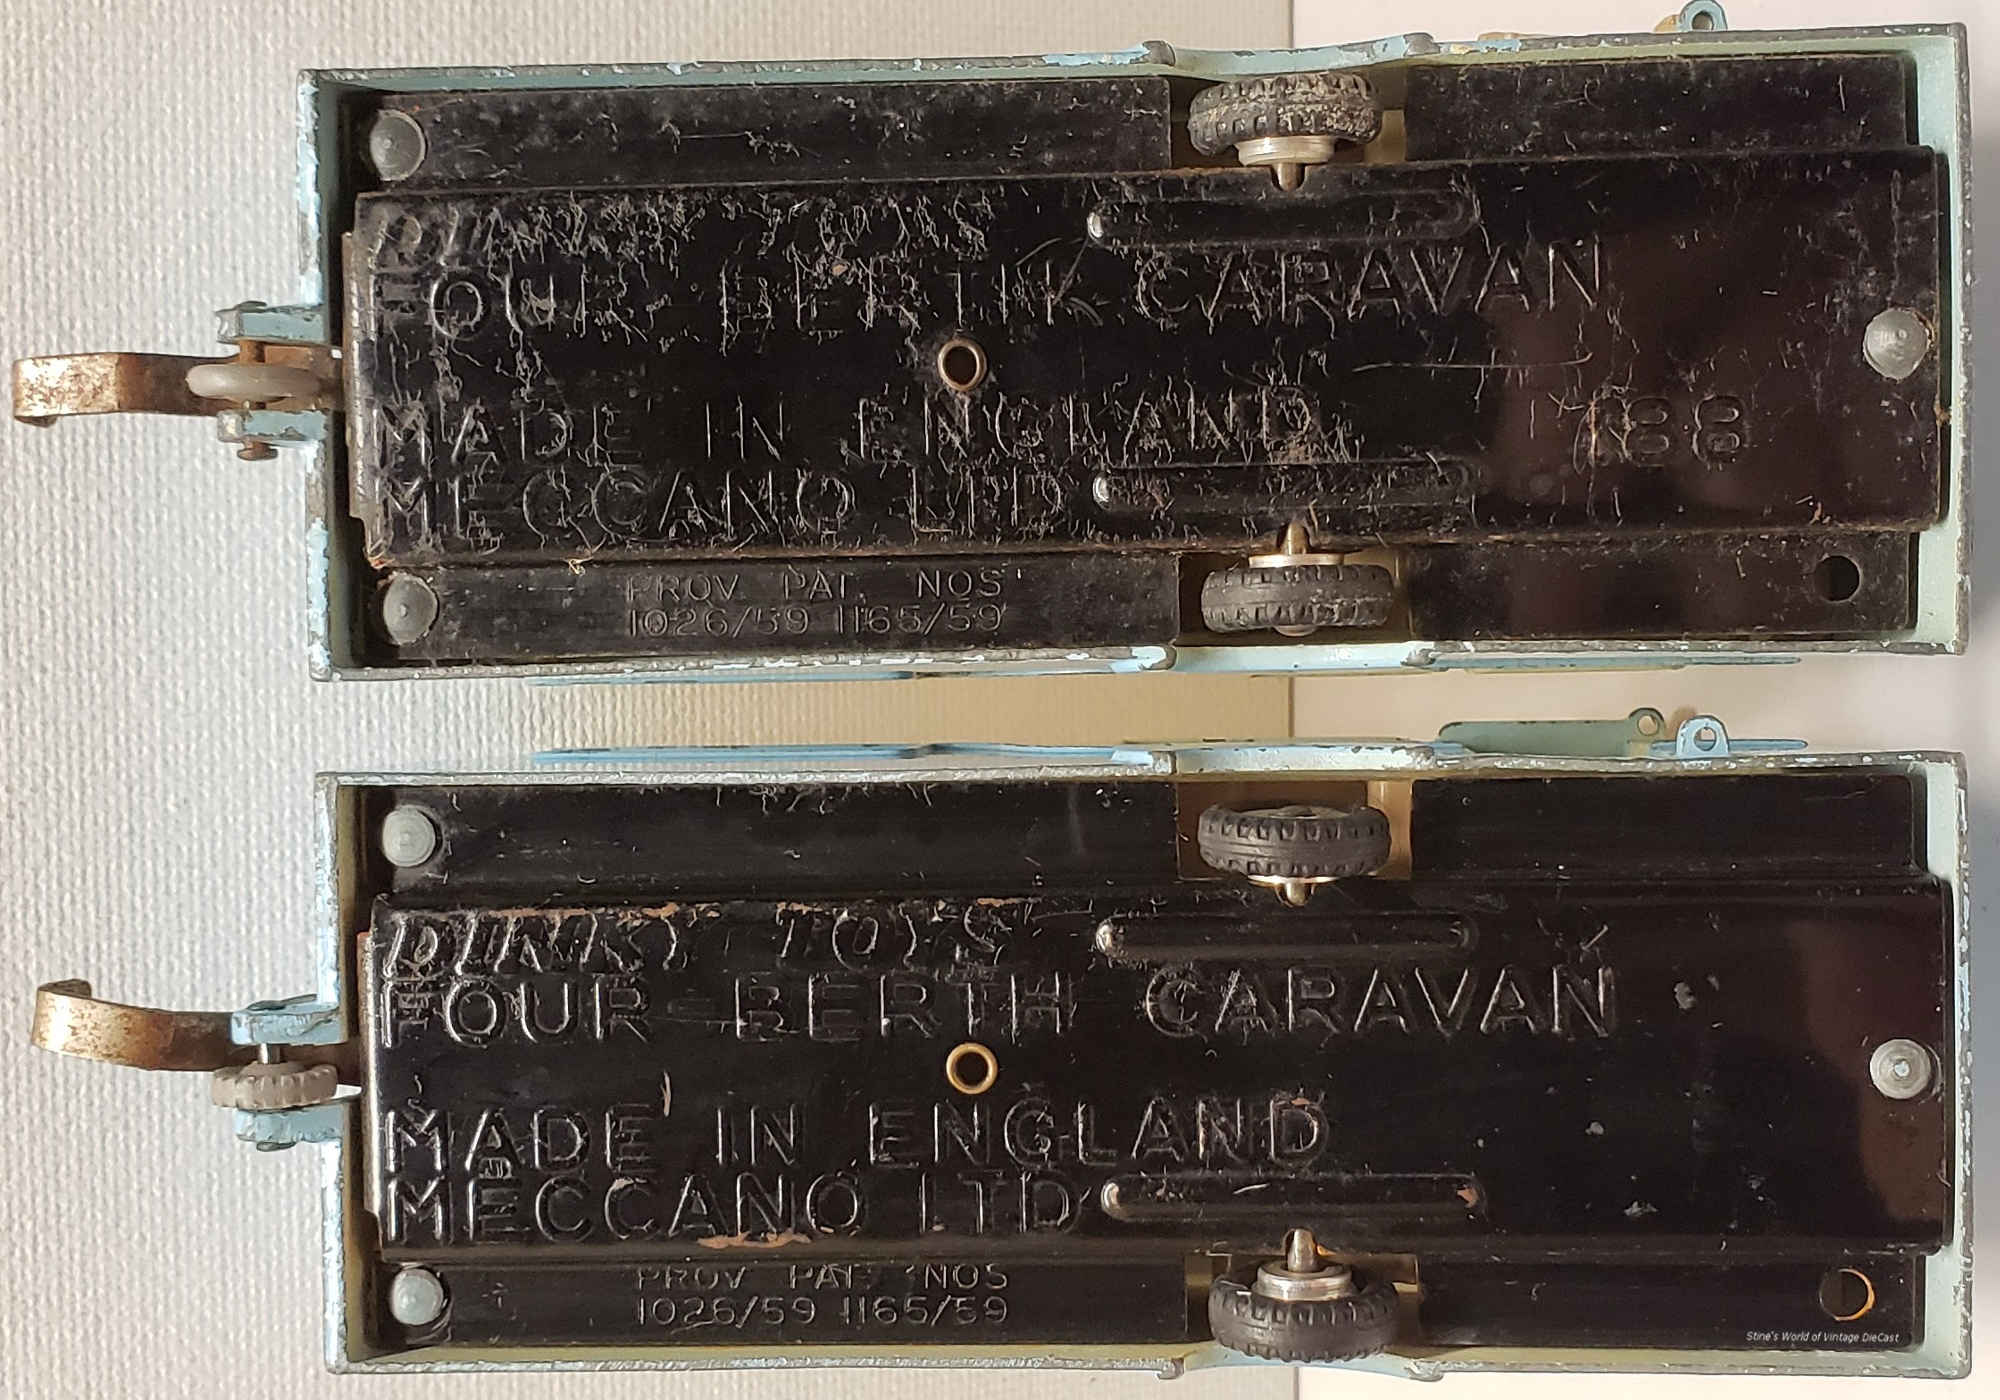 DINKY TOYS
FOUR BERTH CARAVAN
MADE IN ENGLAND 188
MECCANO LTD
PROV. PAT. NOS
1026/59 1165/59
DINKY TOYS
FOUR BERTH CARAVAN
MADE IN ENGLAND
MECCANO LTD
PROV PAT. NOS
1026/59 1165/59
Stine's World of Vintage DieCast